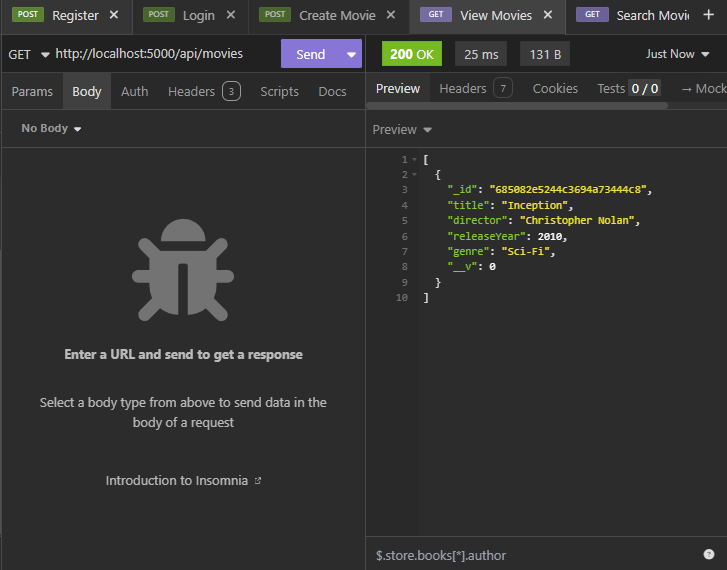 POST Register × POST Login × POST Create Movie × GET View Movies × GET Search Movi +
GET http://localhost:5000/api/movies Send 200 OK 25 ms 131 B Just Now
Params Body Auth Headers 3 Scripts Docs Preview Headers 7 Cookies Tests 0 / 0 → Mock
No Body
Preview
1 [
2 {
3 "_id": "685082e5244c3694a73444c8",
4 "title": "Inception",
5 "director": "Christopher Nolan",
6 "releaseYear": 2010,
7 "genre": "Sci-Fi",
8 "__v": 0
9 }
10 ]
Enter a URL and send to get a response
Select a body type from above to send data in the
body of a request
Introduction to Insomnia
$.store.books[*].author ?